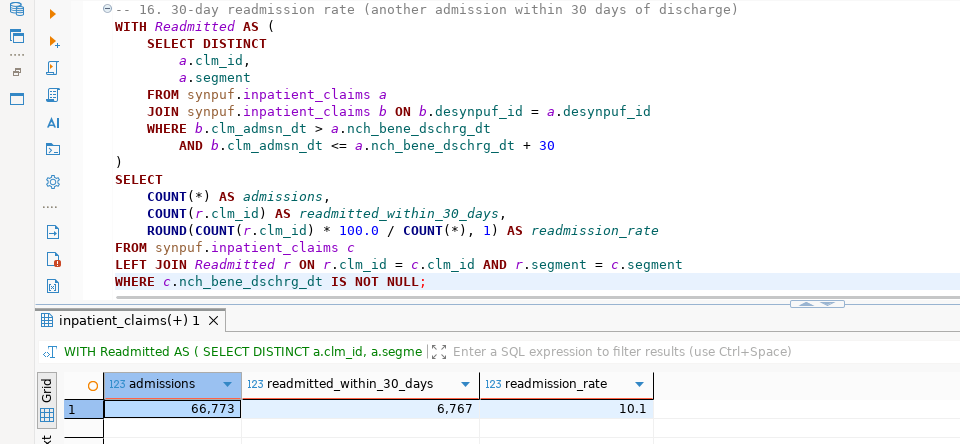 -- 16. 30-day readmission rate (another admission within 30 days of discharge)
WITH Readmitted AS (
    SELECT DISTINCT
        a.clm_id,
        a.segment
    FROM synpuf.inpatient_claims a
    JOIN synpuf.inpatient_claims b ON b.desynpuf_id = a.desynpuf_id
    WHERE b.clm_admsn_dt > a.nch_bene_dschrg_dt
        AND b.clm_admsn_dt <= a.nch_bene_dschrg_dt + 30
)
SELECT
    COUNT(*) AS admissions,
    COUNT(r.clm_id) AS readmitted_within_30_days,
    ROUND(COUNT(r.clm_id) * 100.0 / COUNT(*), 1) AS readmission_rate
FROM synpuf.inpatient_claims c
LEFT JOIN Readmitted r ON r.clm_id = c.clm_id AND r.segment = c.segment
WHERE c.nch_bene_dschrg_dt IS NOT NULL;
AI
inpatient_claims(+) 1
WITH Readmitted AS ( SELECT DISTINCT a.clm_id, a.segme
Enter a SQL expression to filter results (use Ctrl+Space)
Grid
123 admissions 123 readmitted_within_30_days 123 readmission_rate
1 66,773 6,767 10.1